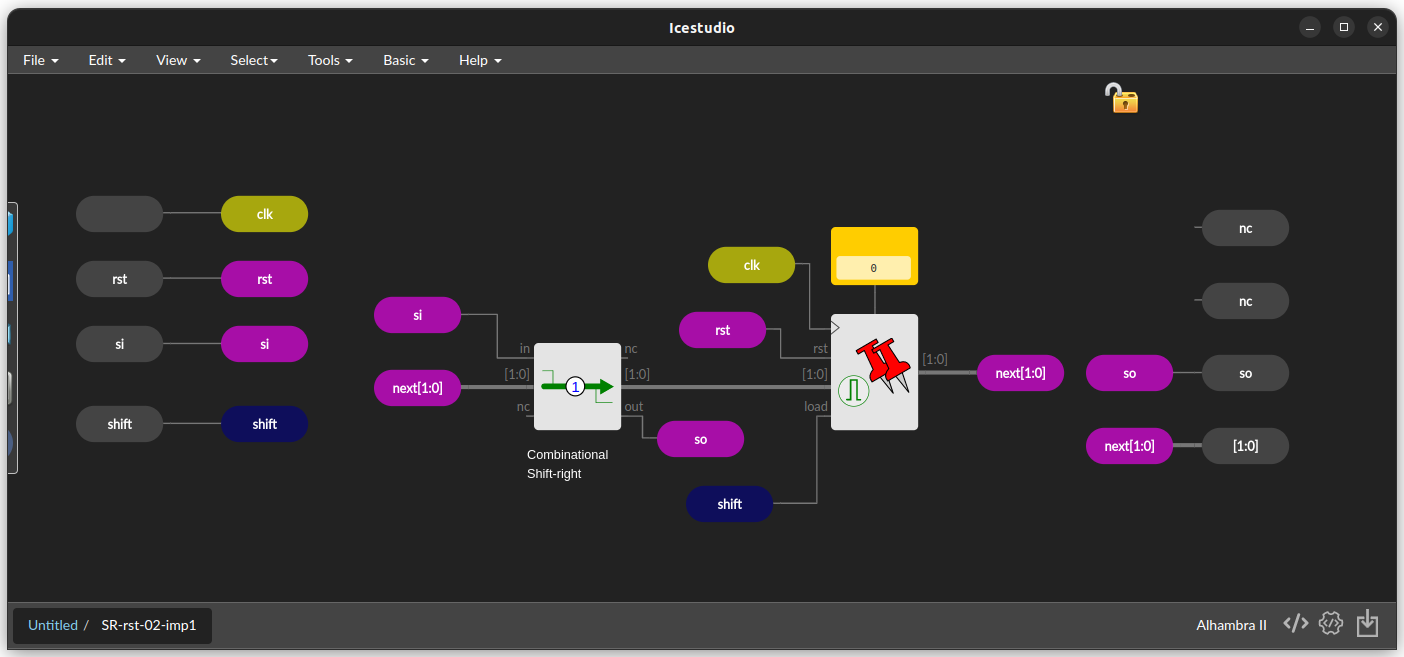 Icestudio
File Edit View Select Tools Basic Help
clk
rst rst
si si
shift shift
si
next[1:0]
in nc
[1:0] [1:0]
1
nc out
Combinational
Shift-right
so
clk
0
rst
rst
[1:0] [1:0]
load
shift
next[1:0]
nc
nc
so so
next[1:0] [1:0]
Untitled / SR-rst-02-imp1
Alhambra II